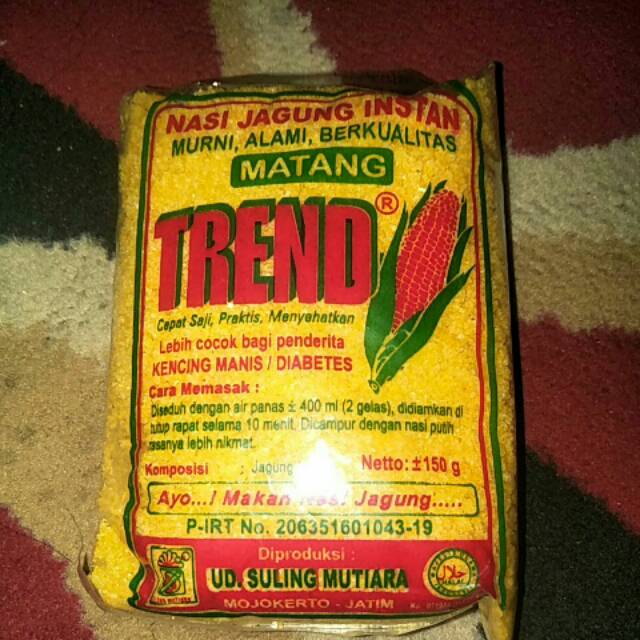 NASI JAGUNG INSTAN
MURNI, ALAMI, BERKUALITAS
MATANG
TREND®
Cepat Saji, Praktis, Menyehatkan
Lebih cocok bagi penderita
KENCING MANIS / DIABETES
Cara Memasak :
Diseduh dengan air panas ± 400 ml (2 gelas), didiamkan di
tutup rapat selama 10 menit. Dicampur dengan nasi putih
rasanya lebih nikmat.
Komposisi : Jagung
Netto: ±150 g
Ayo...! Makan Nasi Jagung.....
P-IRT No. 206351601043-19
Diproduksi :
UD. SULING MUTIARA
MOJOKERTO - JATIM